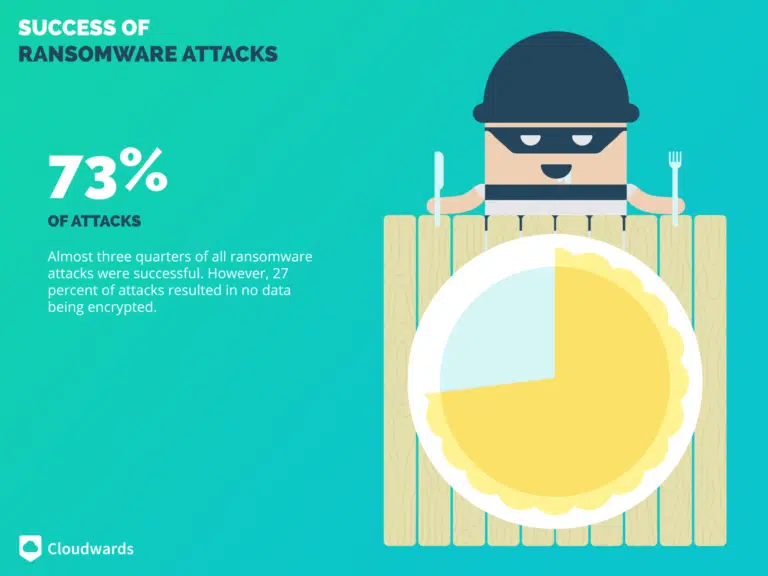 SUCCESS OF
RANSOMWARE ATTACKS
73%
OF ATTACKS
Almost three quarters of all ransomware
attacks were successful. However, 27
percent of attacks resulted in no data
being encrypted.
Cloudwards